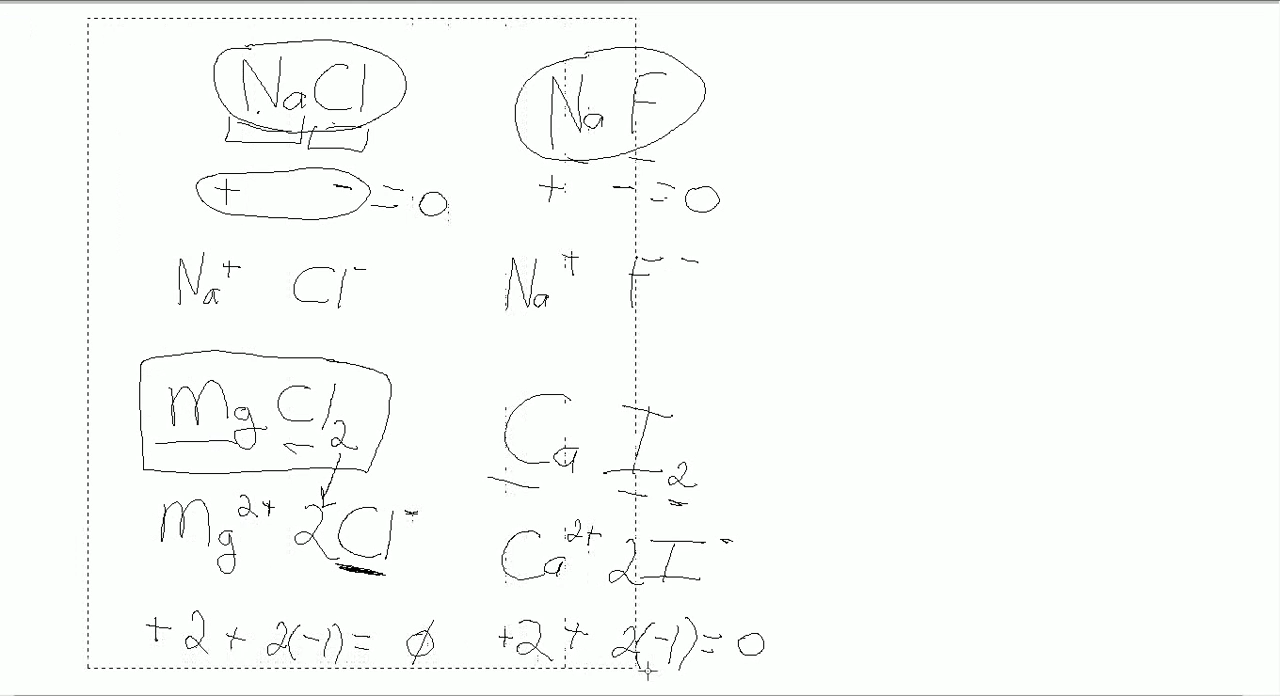 NaCl NaF
+ - = 0 + - = 0
Na⁺ Cl⁻ Na⁺ F⁻
MgCl₂ CaI₂
Mg²⁺ 2Cl⁻ Ca²⁺ 2I⁻
+2 + 2(-1) = 0 +2 + 2(-1) = 0